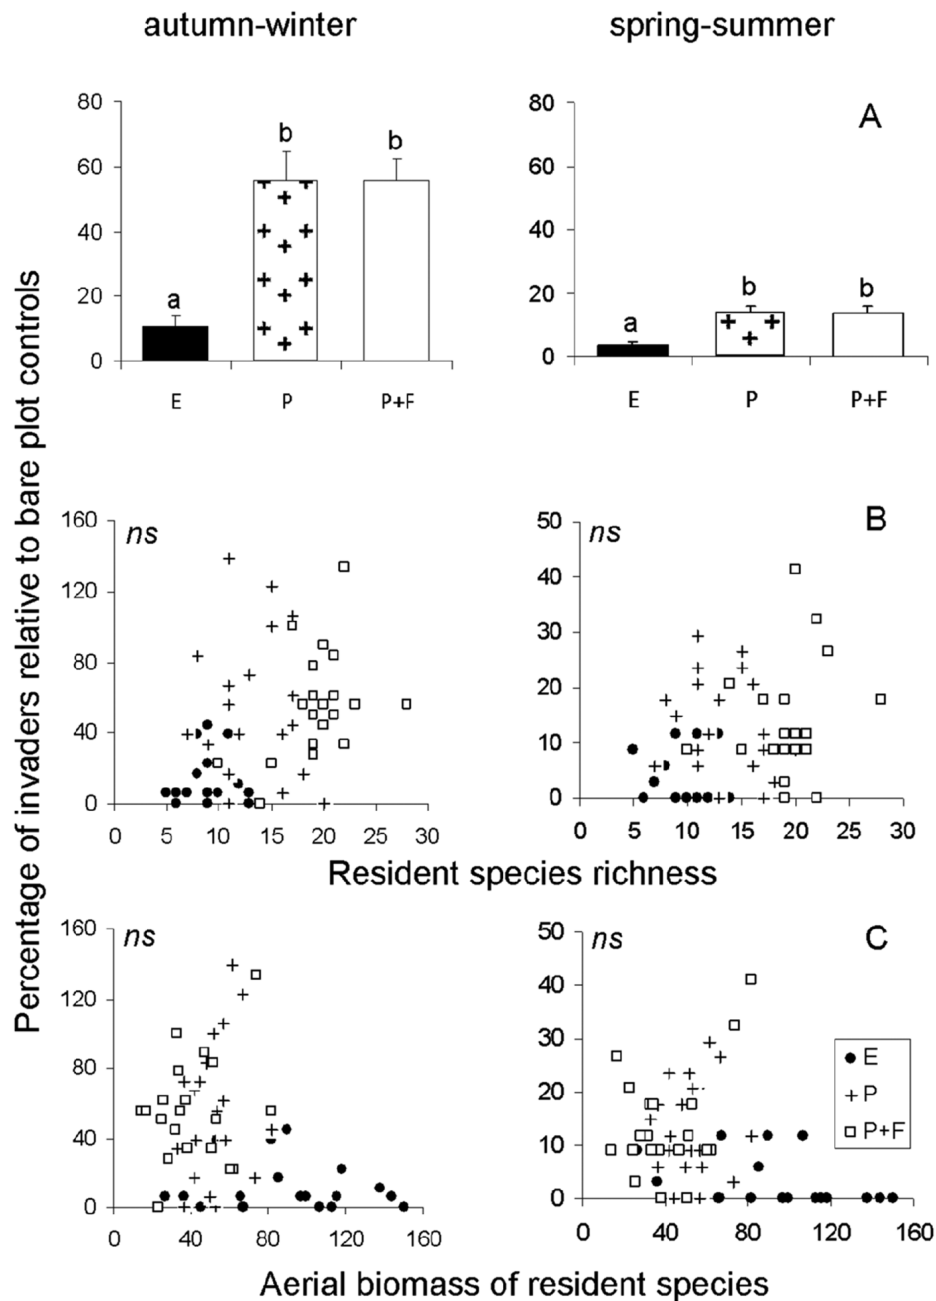 autumn-winter spring-summer
Percentage of invaders relative to bare plot controls
A
80 80
b b
60 60
40 40
20 b b 20
a a
0 0
E P P+F E P P+F
ns ns B
160 50
120 40
80 30
40 20
10
0 0
0 5 10 15 20 25 30 0 5 10 15 20 25 30
Resident species richness
ns ns C
160 50
120 40
80 30
40 20
10
0 0
E
P
P+F
0 40 80 120 160 0 40 80 120 160
Aerial biomass of resident species